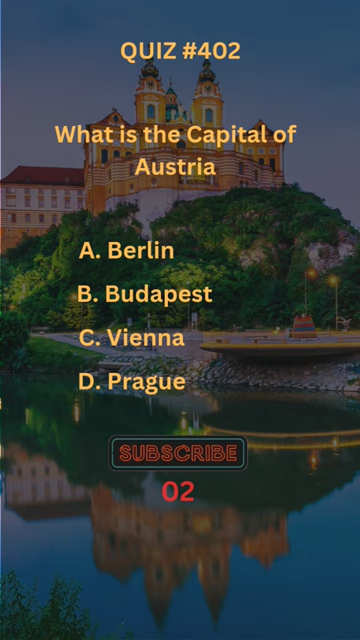 QUIZ #402
What is the Capital of
Austria
A. Berlin
B. Budapest
C. Vienna
D. Prague
SUBSCRIBE
02